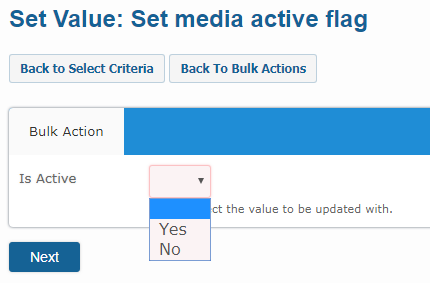 Set Value: Set media active flag
Back to Select Criteria Back To Bulk Actions
Bulk Action
Is Active
the value to be updated with.
Yes
No
Next